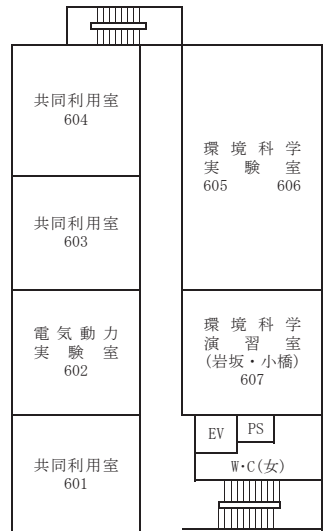 共同利用室
604
環境科学
実験室
605 606
共同利用室
603
電気動力
実験室
602
環境科学
演習室
(岩坂・小橋)
607
EV
PS
W・C(女)
共同利用室
601